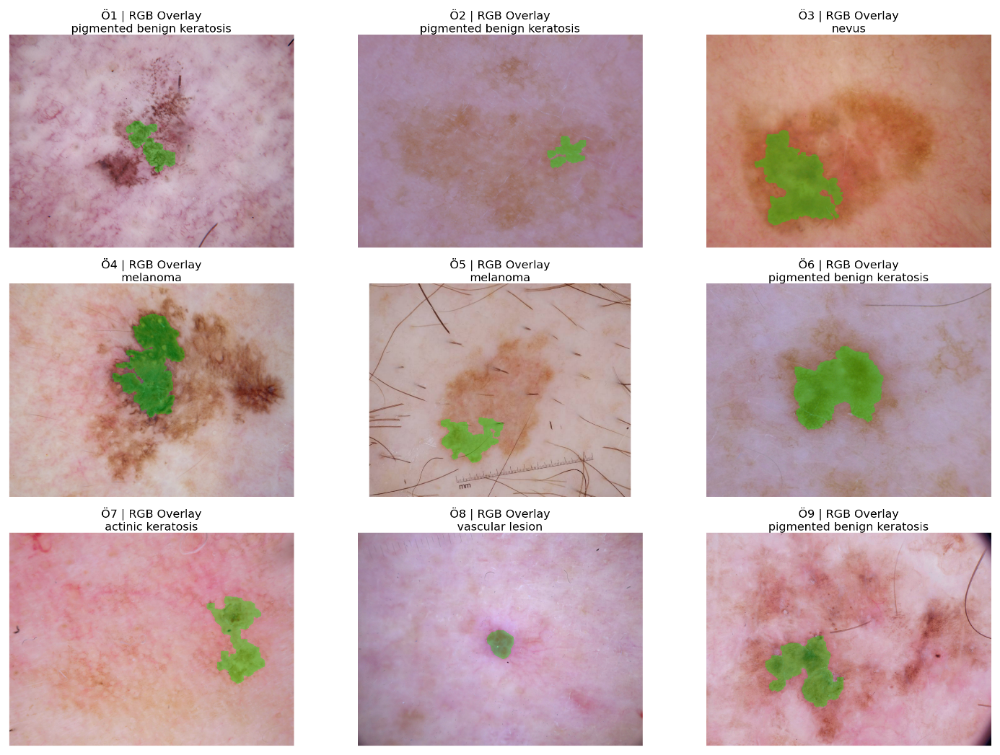 Ö1 | RGB Overlay
pigmented benign keratosis
Ö2 | RGB Overlay
pigmented benign keratosis
Ö3 | RGB Overlay
nevus
Ö4 | RGB Overlay
melanoma
Ö5 | RGB Overlay
melanoma
mm
Ö6 | RGB Overlay
pigmented benign keratosis
Ö7 | RGB Overlay
actinic keratosis
Ö8 | RGB Overlay
vascular lesion
Ö9 | RGB Overlay
pigmented benign keratosis